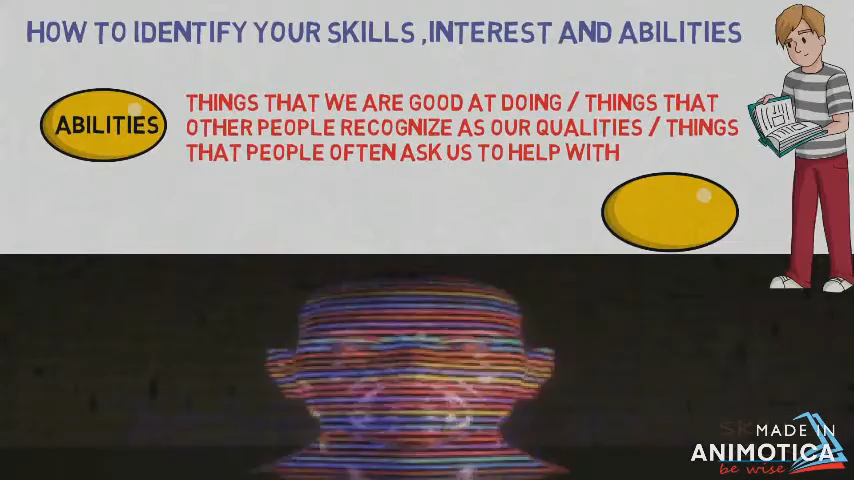 HOW TO IDENTIFY YOUR SKILLS ,INTEREST AND ABILITIES
ABILITIES
THINGS THAT WE ARE GOOD AT DOING / THINGS THAT
OTHER PEOPLE RECOGNIZE AS OUR QUALITIES / THINGS
THAT PEOPLE OFTEN ASK US TO HELP WITH
SK
MADE IN
ANIMOTICA
be wise